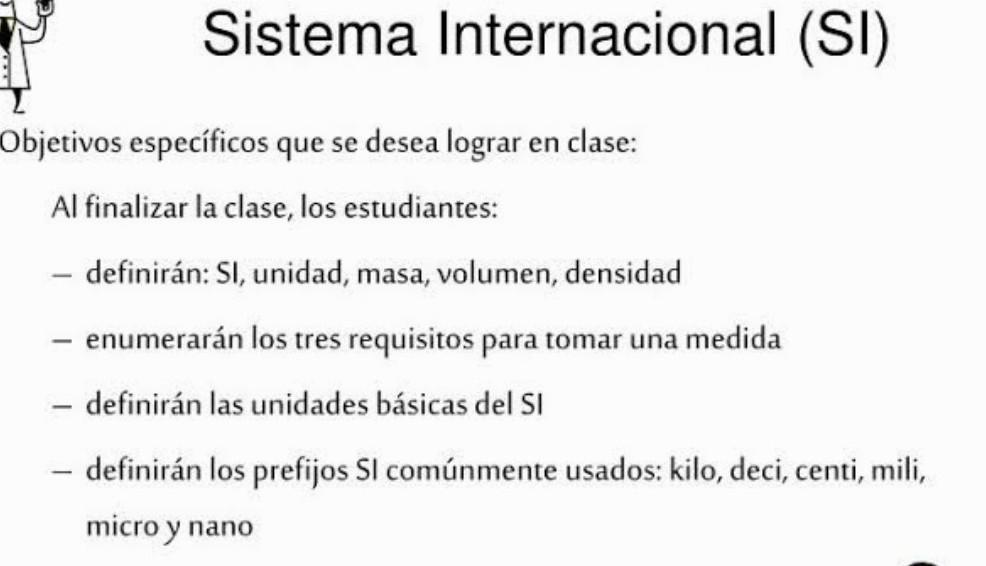 Sistema Internacional (SI)
Objetivos específicos que se desea lograr en clase:
Al finalizar la clase, los estudiantes:
– definirán: SI, unidad, masa, volumen, densidad
– enumerarán los tres requisitos para tomar una medida
– definirán las unidades básicas del SI
– definirán los prefijos SI comúnmente usados: kilo, deci, centi, mili,
micro y nano